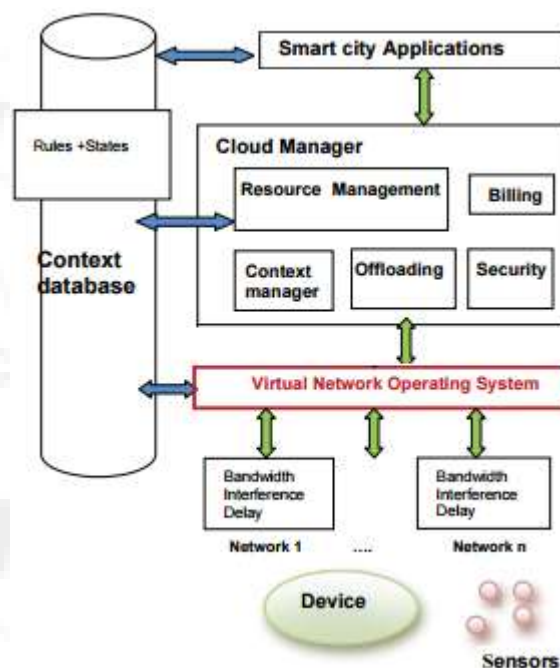 Smart city Applications
Rules +States
Cloud Manager
Resource Management
Billing
Context
database
Context
manager
Offloading
Security
Virtual Network Operating System
Bandwidth
Interference
Delay
Bandwidth
Interference
Delay
Network 1
....
Network n
Device
Sensors